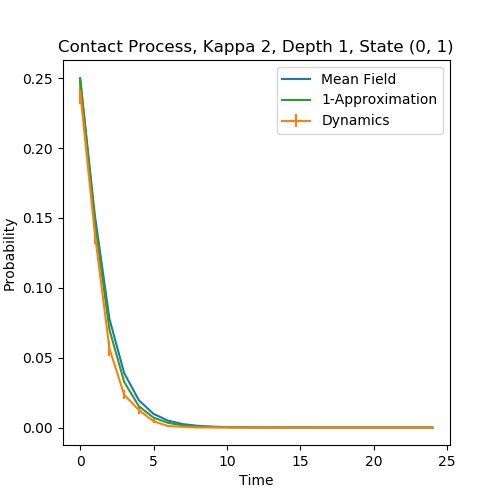 Contact Process, Kappa 2, Depth 1, State (0, 1)
Mean Field
1-Approximation
Dynamics
0.25
0.20
0.15
0.10
0.05
0.00
Probability
0 5 10 15 20 25
Time